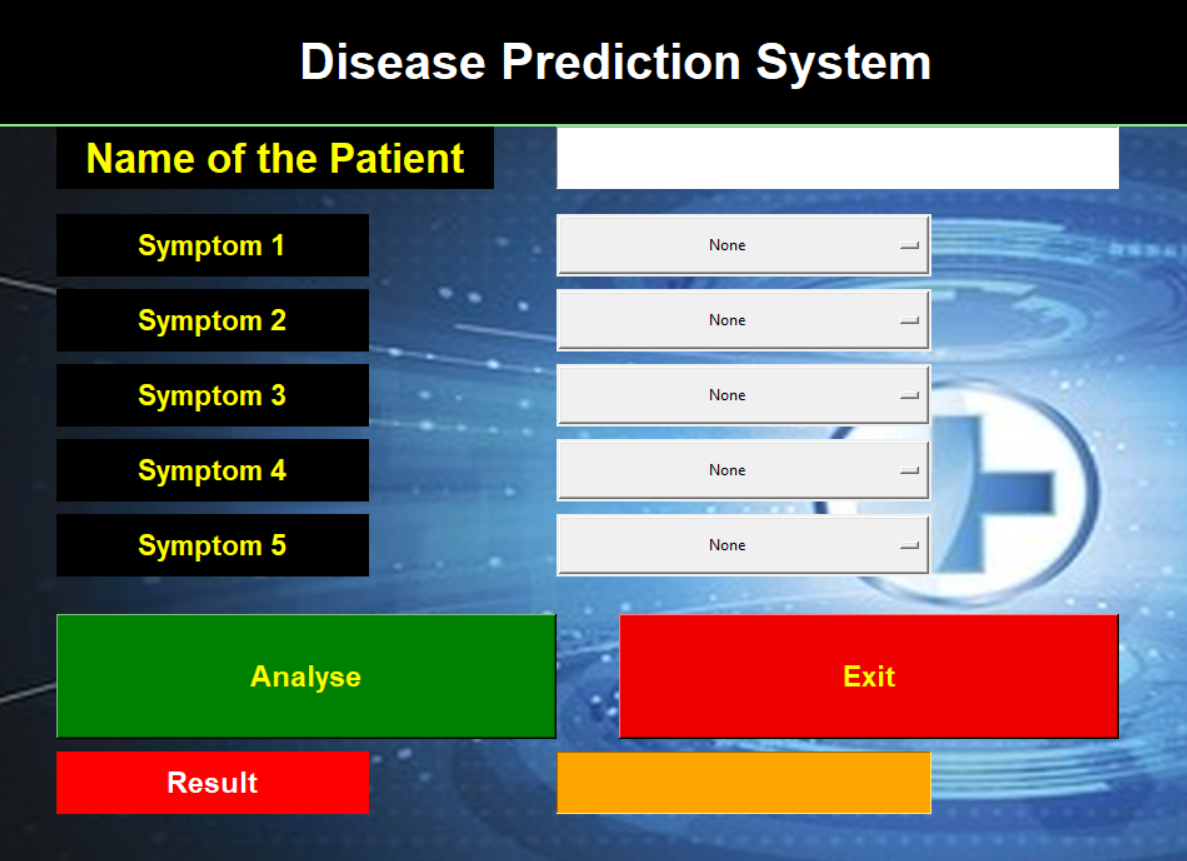 Disease Prediction System
Name of the Patient
Symptom 1 None
Symptom 2 None
Symptom 3 None
Symptom 4 None
Symptom 5 None
Analyse Exit
Result